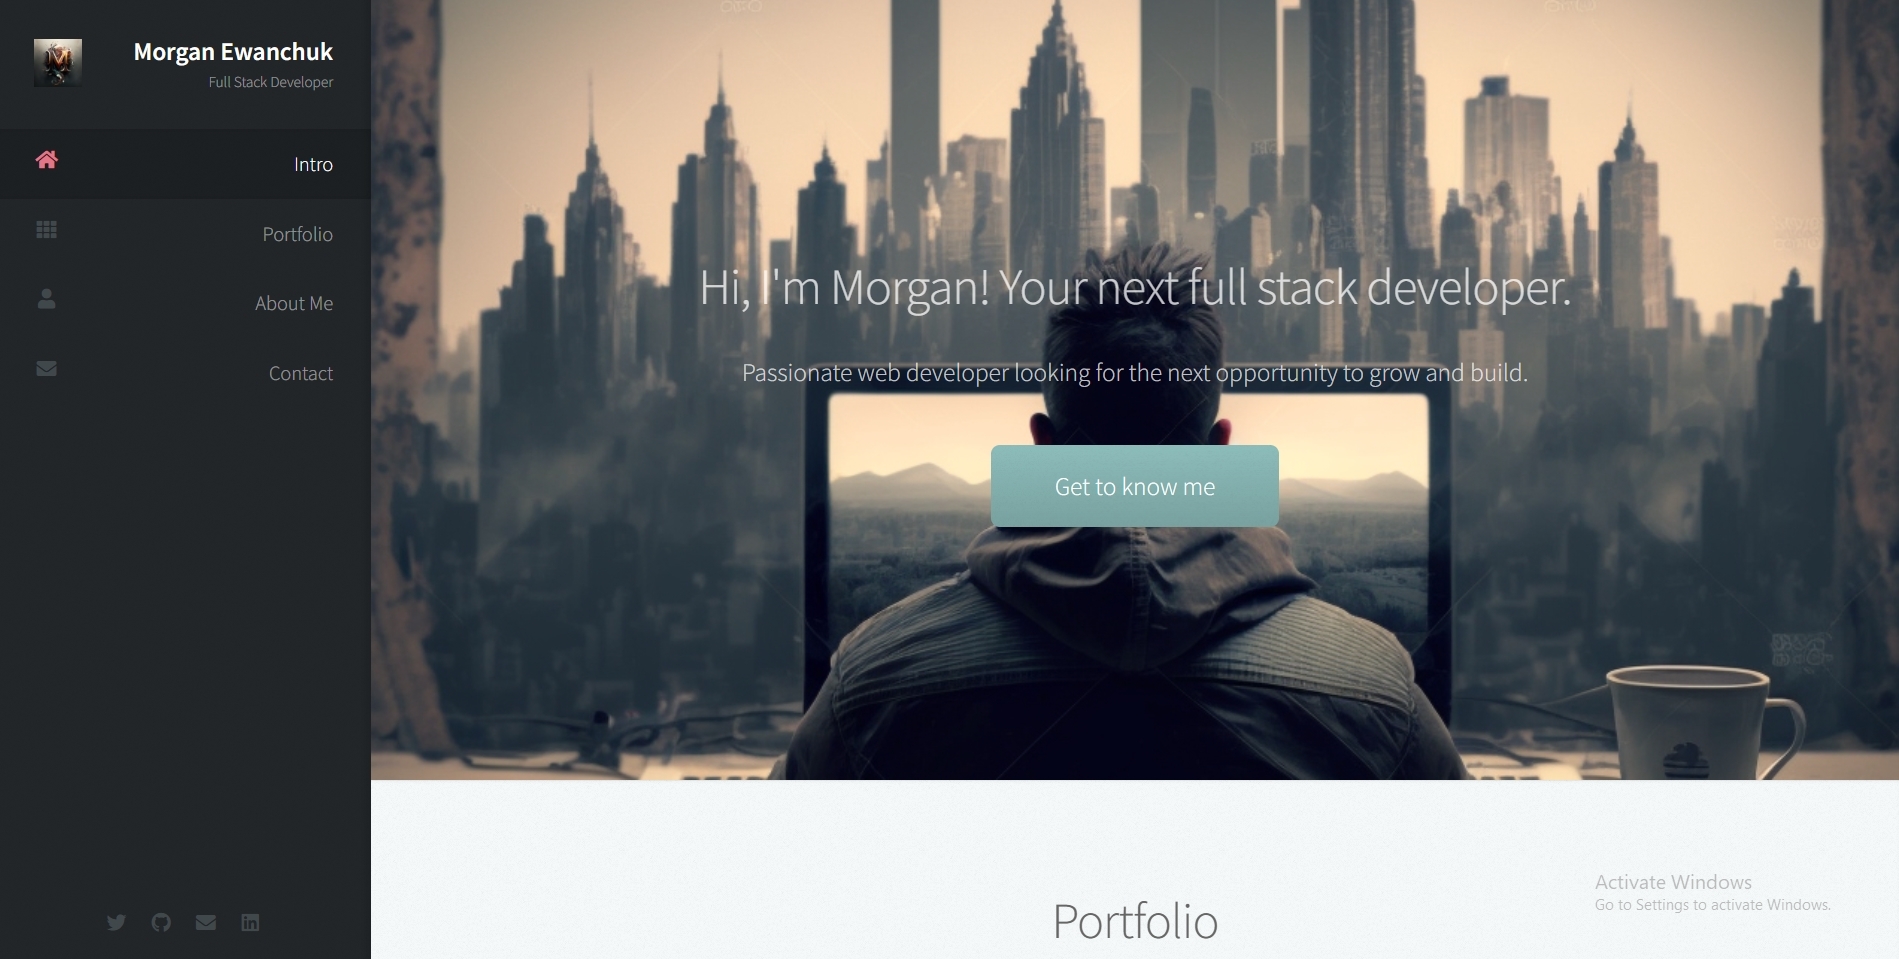 Morgan Ewanchuk
Full Stack Developer
Intro
Portfolio
About Me
Contact
Hi, I'm Morgan! Your next full stack developer.
Passionate web developer looking for the next opportunity to grow and build.
Get to know me
Portfolio
Activate Windows
Go to Settings to activate Windows.